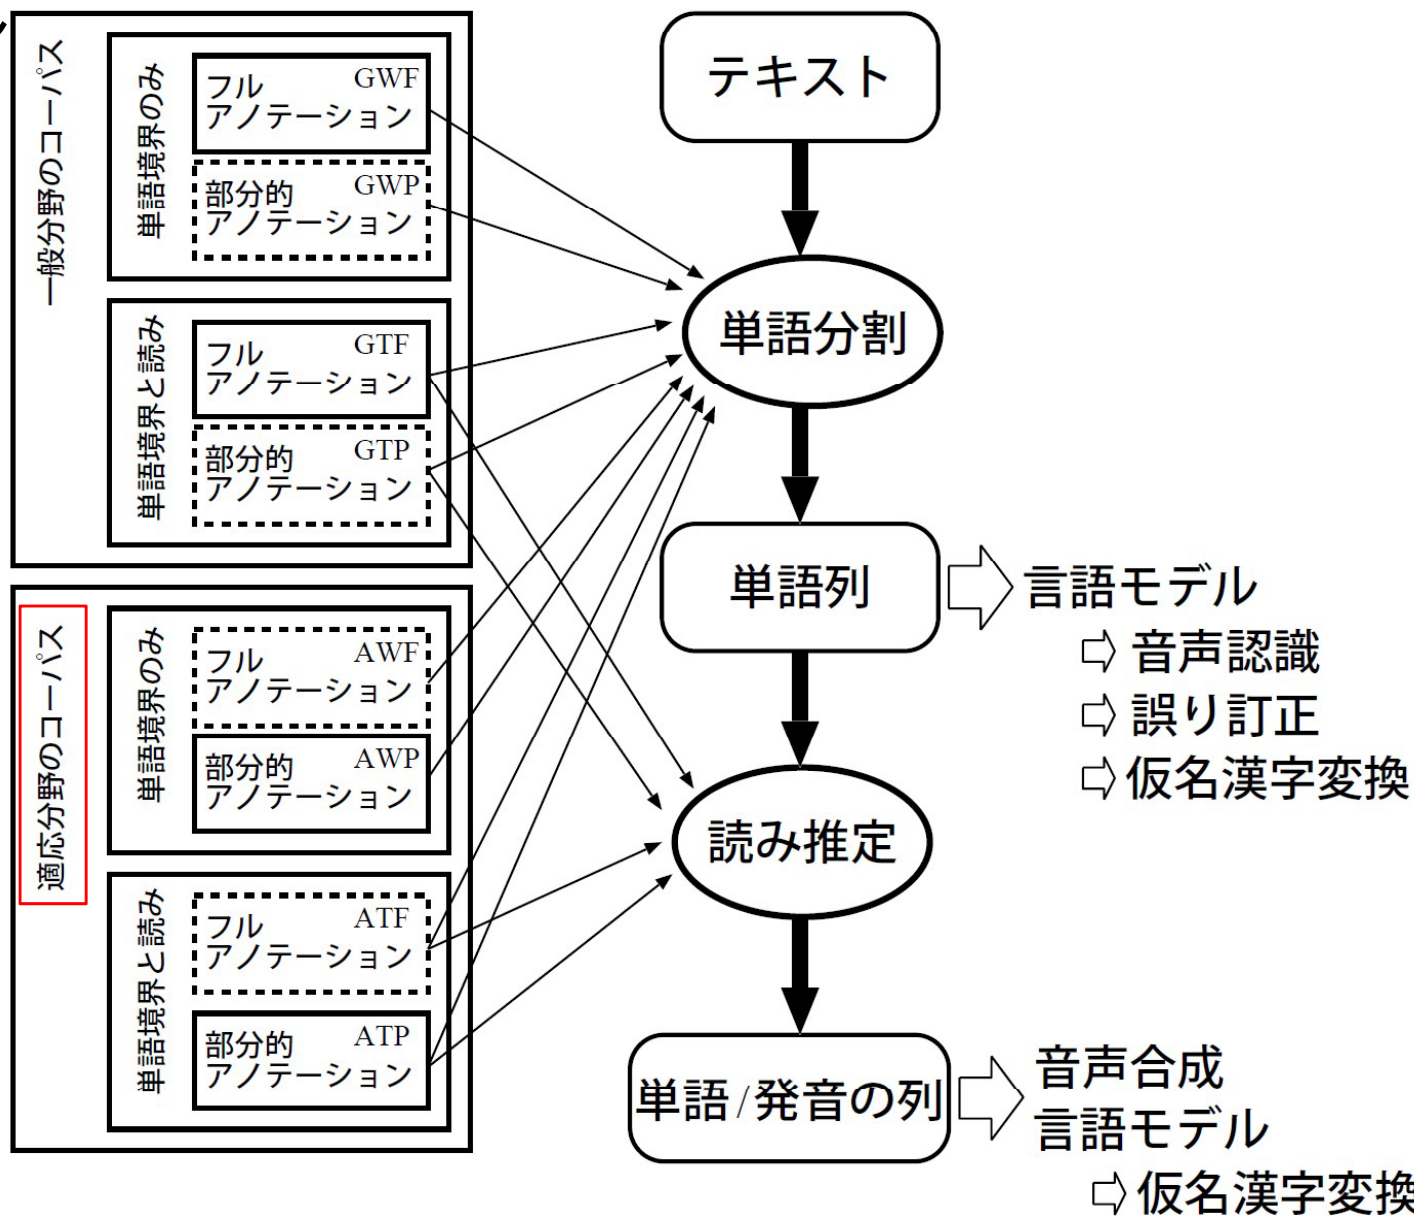 一般分野のコーパス
単語境界のみ
フル GWF
アノテーション
部分的 GWP
アノテーション
単語境界と読み
フル GTF
アノテーション
部分的 GTP
アノテーション
適応分野のコーパス
単語境界のみ
フル AWF
アノテーション
部分的 AWP
アノテーション
単語境界と読み
フル ATF
アノテーション
部分的 ATP
アノテーション
テキスト
単語分割
単語列
言語モデル
音声認識
誤り訂正
仮名漢字変換
読み推定
単語/発音の列
音声合成
言語モデル
仮名漢字変換